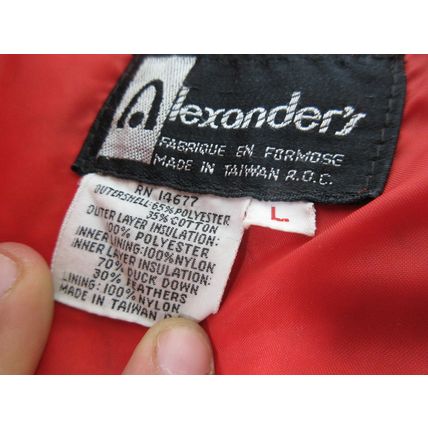 Alexander's
FABRIQUE EN FORMOSE
MADE IN TAIWAN R.O.C.
L
RN 14677
OUTERSHELL: 65% POLYESTER
35% COTTON
OUTER LAYER INSULATION:
100% POLYESTER
INNER LINING: 100% NYLON
INNER LAYER INSULATION:
70% DUCK DOWN
30% FEATHERS
LINING: 100% NYLON
MADE IN TAIWAN